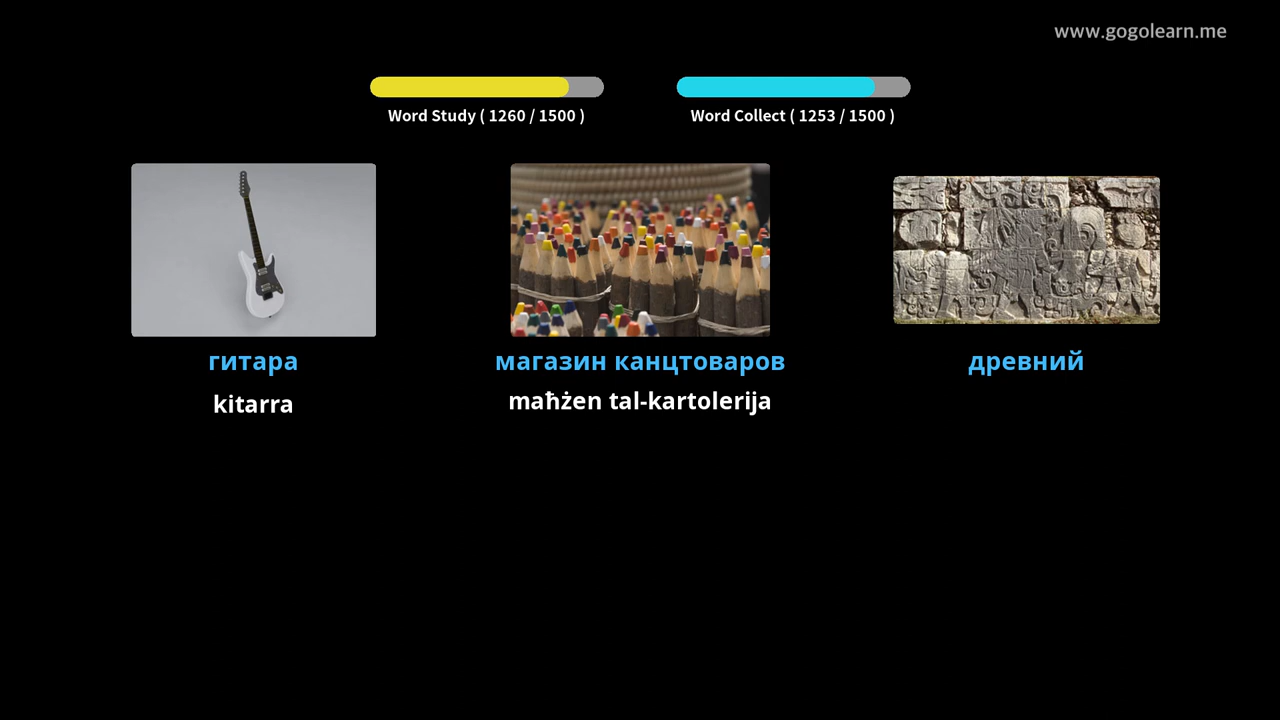 www.gogolearn.me
Word Study ( 1260 / 1500 )
Word Collect ( 1253 / 1500 )
гитара
магазин канцтоваров
древний
kitarra
maħżen tal-kartolerija